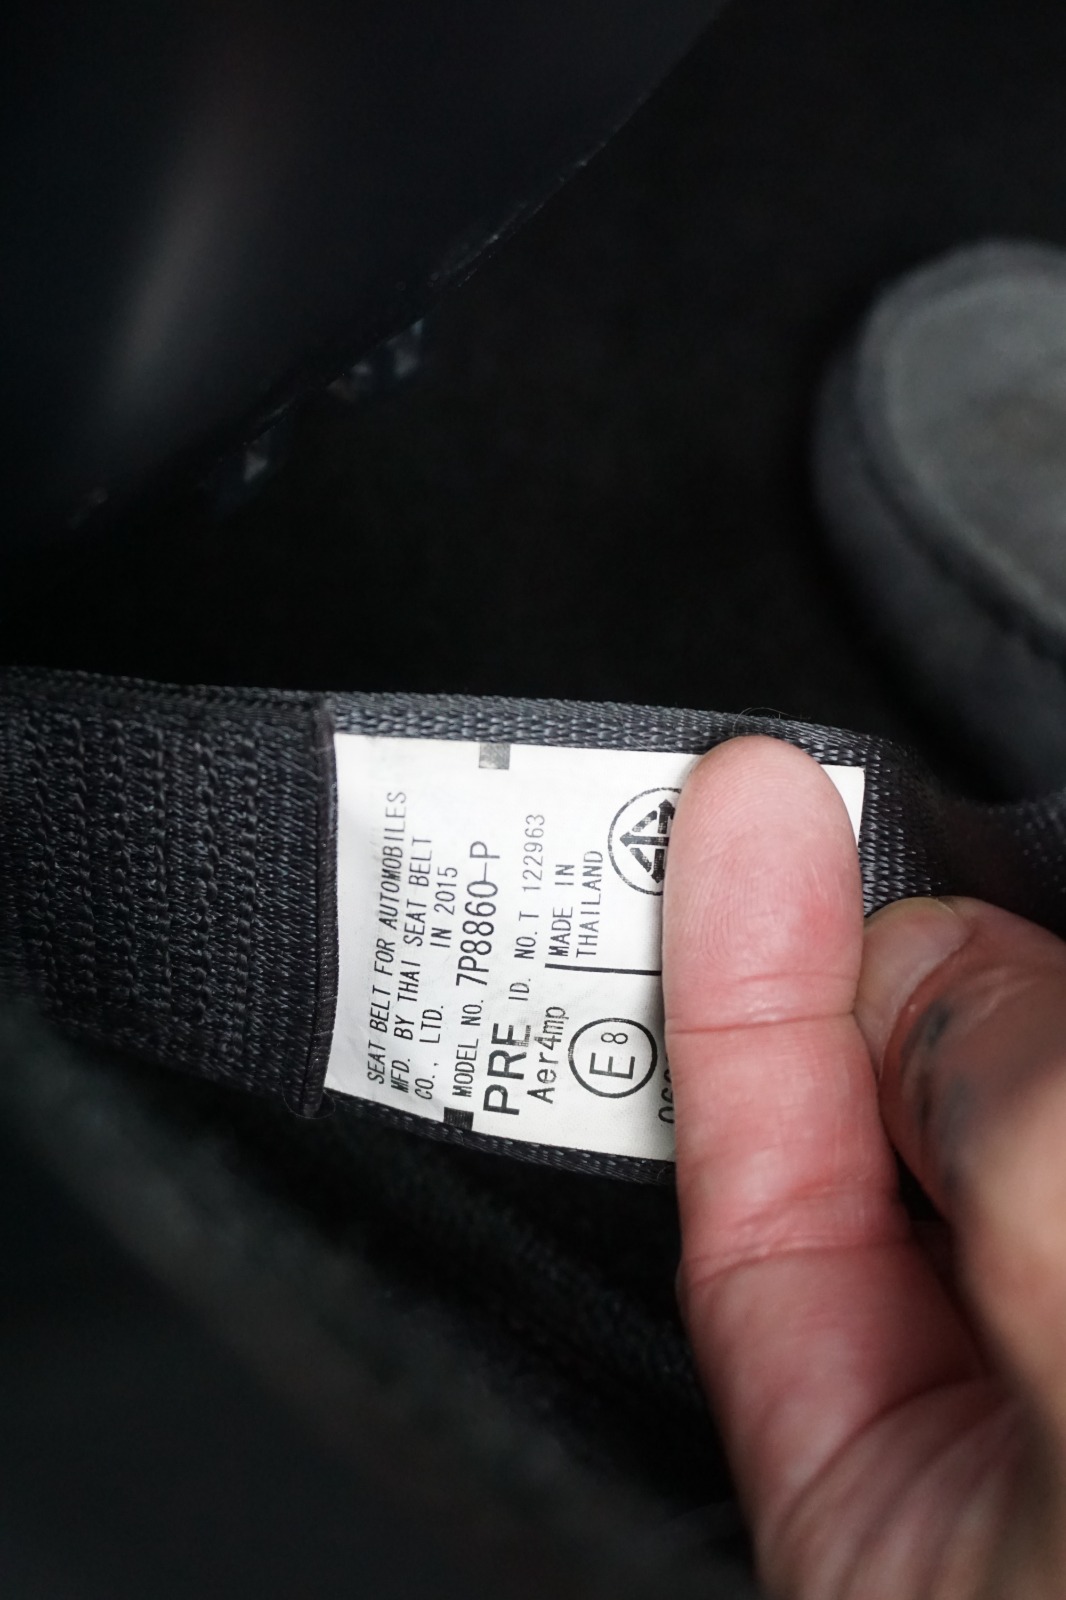 SEAT BELT FOR AUTOMOBILES
MFD. BY THAI SEAT BELT
CO., LTD. IN 2015
MODEL NO. 7P8860-P
PRE ID. NO. T 122963
Aer4mp
MADE IN
THAILAND
E8